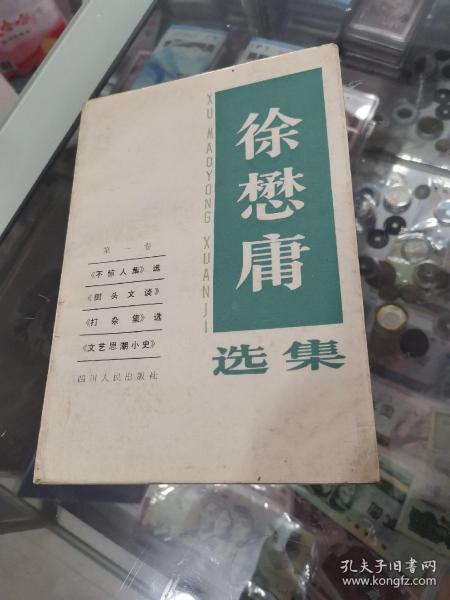 徐懋庸
选集
XU MAOYONG XUANJI
第一卷
《不惊人集》选
《街头文谈》
《打杂集》选
《文艺思潮小史》
四川人民出版社
孔夫子旧书网
www.kongfz.com